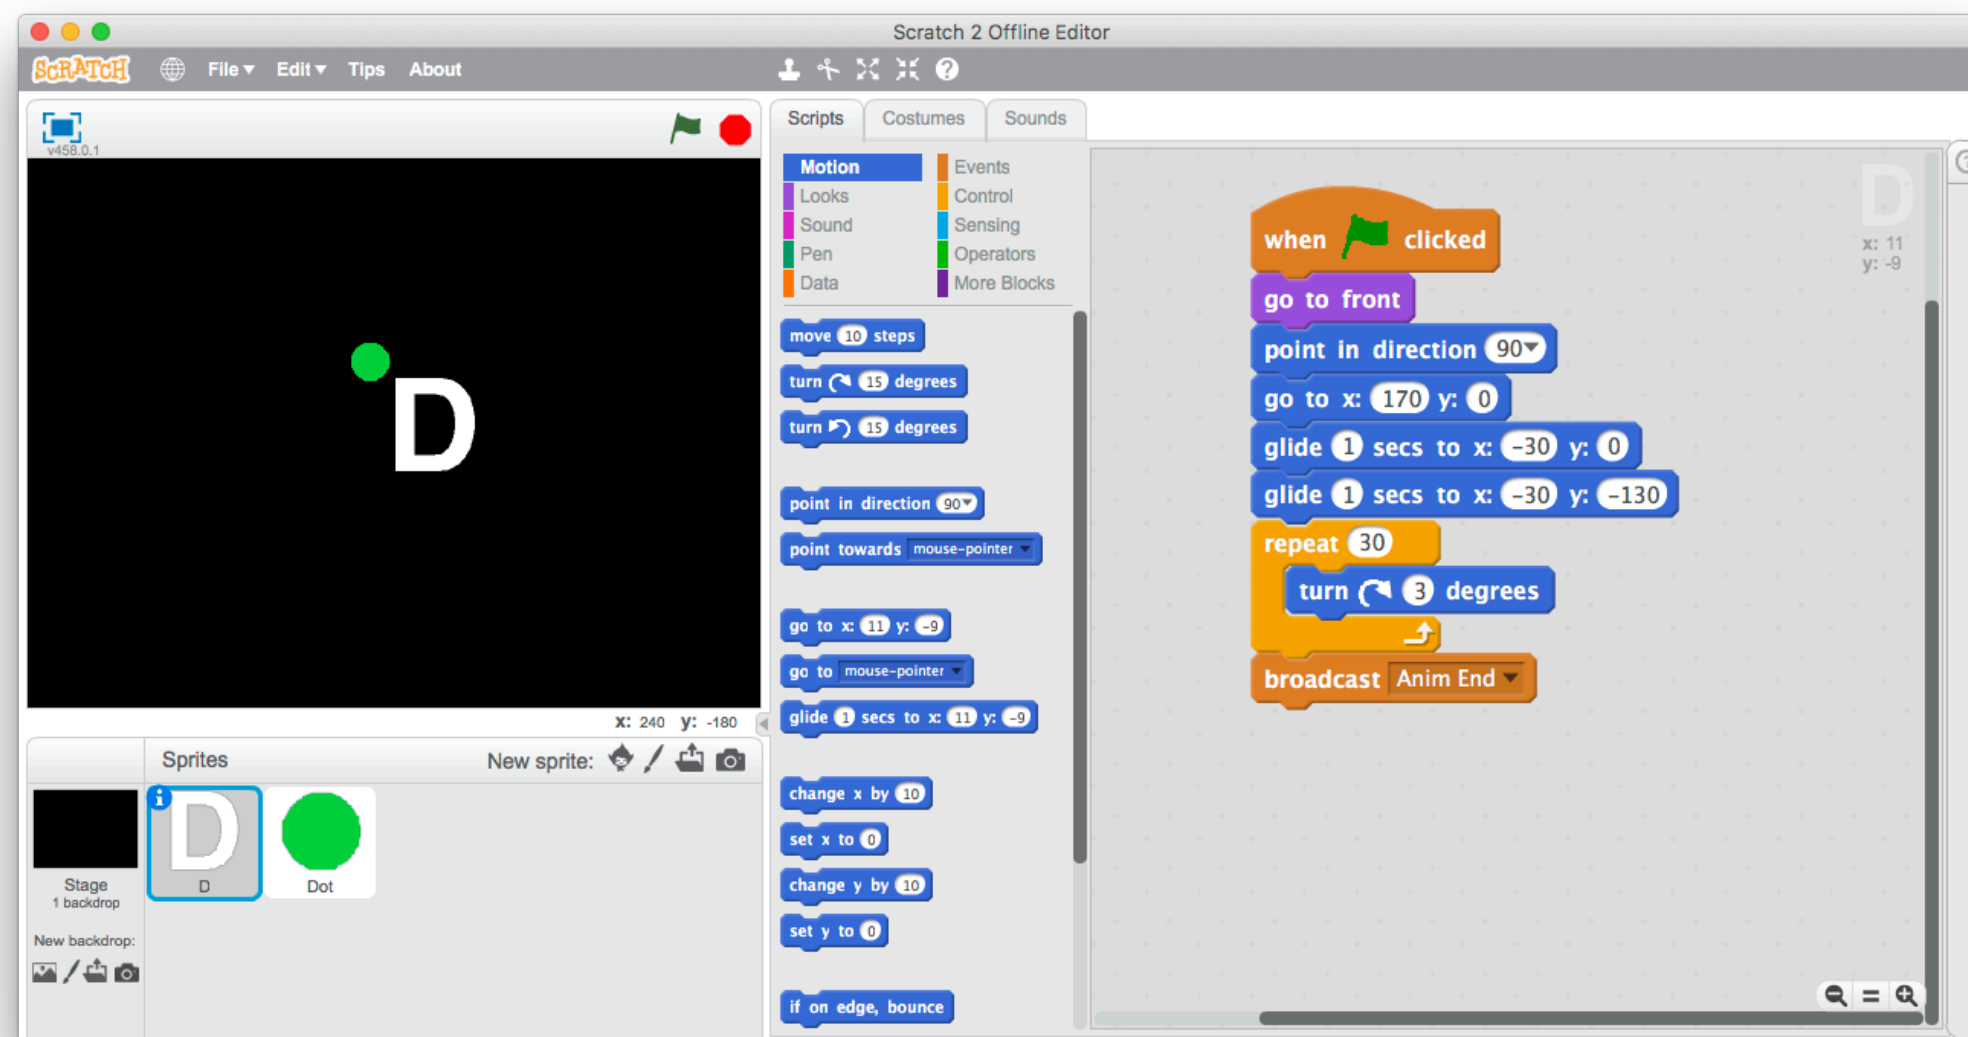 Scratch 2 Offline Editor
SCRATCH File Edit Tips About
v458.0.1
Scripts Costumes Sounds
Motion Events
Looks Control
Sound Sensing
Pen Operators
Data More Blocks
move 10 steps
turn 15 degrees
turn 15 degrees
point in direction 90
point towards mouse-pointer
go to x: 11 y: -9
go to mouse-pointer
glide 1 secs to x: 11 y: -9
change x by 10
set x to 0
change y by 10
set y to 0
if on edge, bounce
when clicked
go to front
point in direction 90
go to x: 170 y: 0
glide 1 secs to x: -30 y: 0
glide 1 secs to x: -30 y: -130
repeat 30
turn 3 degrees
broadcast Anim End
D
x: 11
y: -9
D
x: 240 y: -180
Sprites New sprite:
D
D
Dot
Stage
1 backdrop
New backdrop: